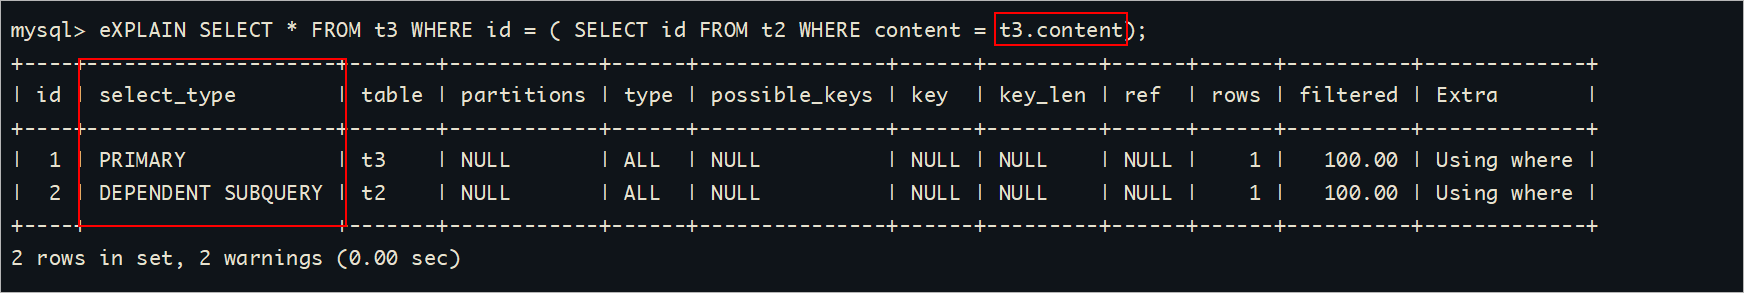 mysql> eXPLAIN SELECT * FROM t3 WHERE id = ( SELECT id FROM t2 WHERE content = t3.content);
+----+--------------------+-------+------------+------+---------------+------+---------+------+------+----------+-------------+
| id | select_type        | table | partitions | type | possible_keys | key  | key_len | ref  | rows | filtered | Extra       |
+----+--------------------+-------+------------+------+---------------+------+---------+------+------+----------+-------------+
|  1 | PRIMARY            | t3    | NULL       | ALL  | NULL          | NULL | NULL    | NULL |    1 |   100.00 | Using where |
|  2 | DEPENDENT SUBQUERY | t2    | NULL       | ALL  | NULL          | NULL | NULL    | NULL |    1 |   100.00 | Using where |
+----+--------------------+-------+------------+------+---------------+------+---------+------+------+----------+-------------+
2 rows in set, 2 warnings (0.00 sec)